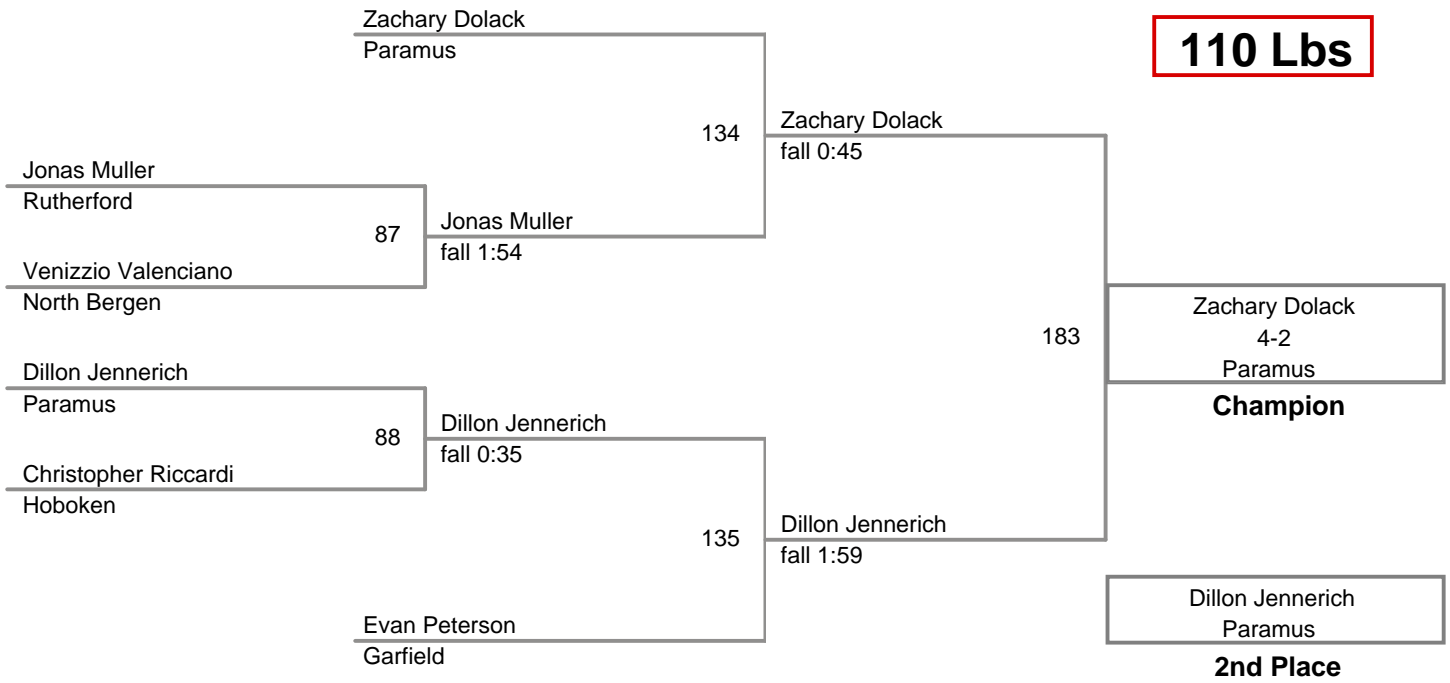 Zachary Dolack
Paramus
110 Lbs
134
Zachary Dolack
fall 0:45
Jonas Muller
Rutherford
87
Jonas Muller
fall 1:54
Venizzio Valenciano
North Bergen
183
Zachary Dolack
4-2
Paramus
Champion
Dillon Jennerich
Paramus
88
Dillon Jennerich
fall 0:35
Christopher Riccardi
Hoboken
135
Dillon Jennerich
fall 1:59
Evan Peterson
Garfield
Dillon Jennerich
Paramus
2nd Place